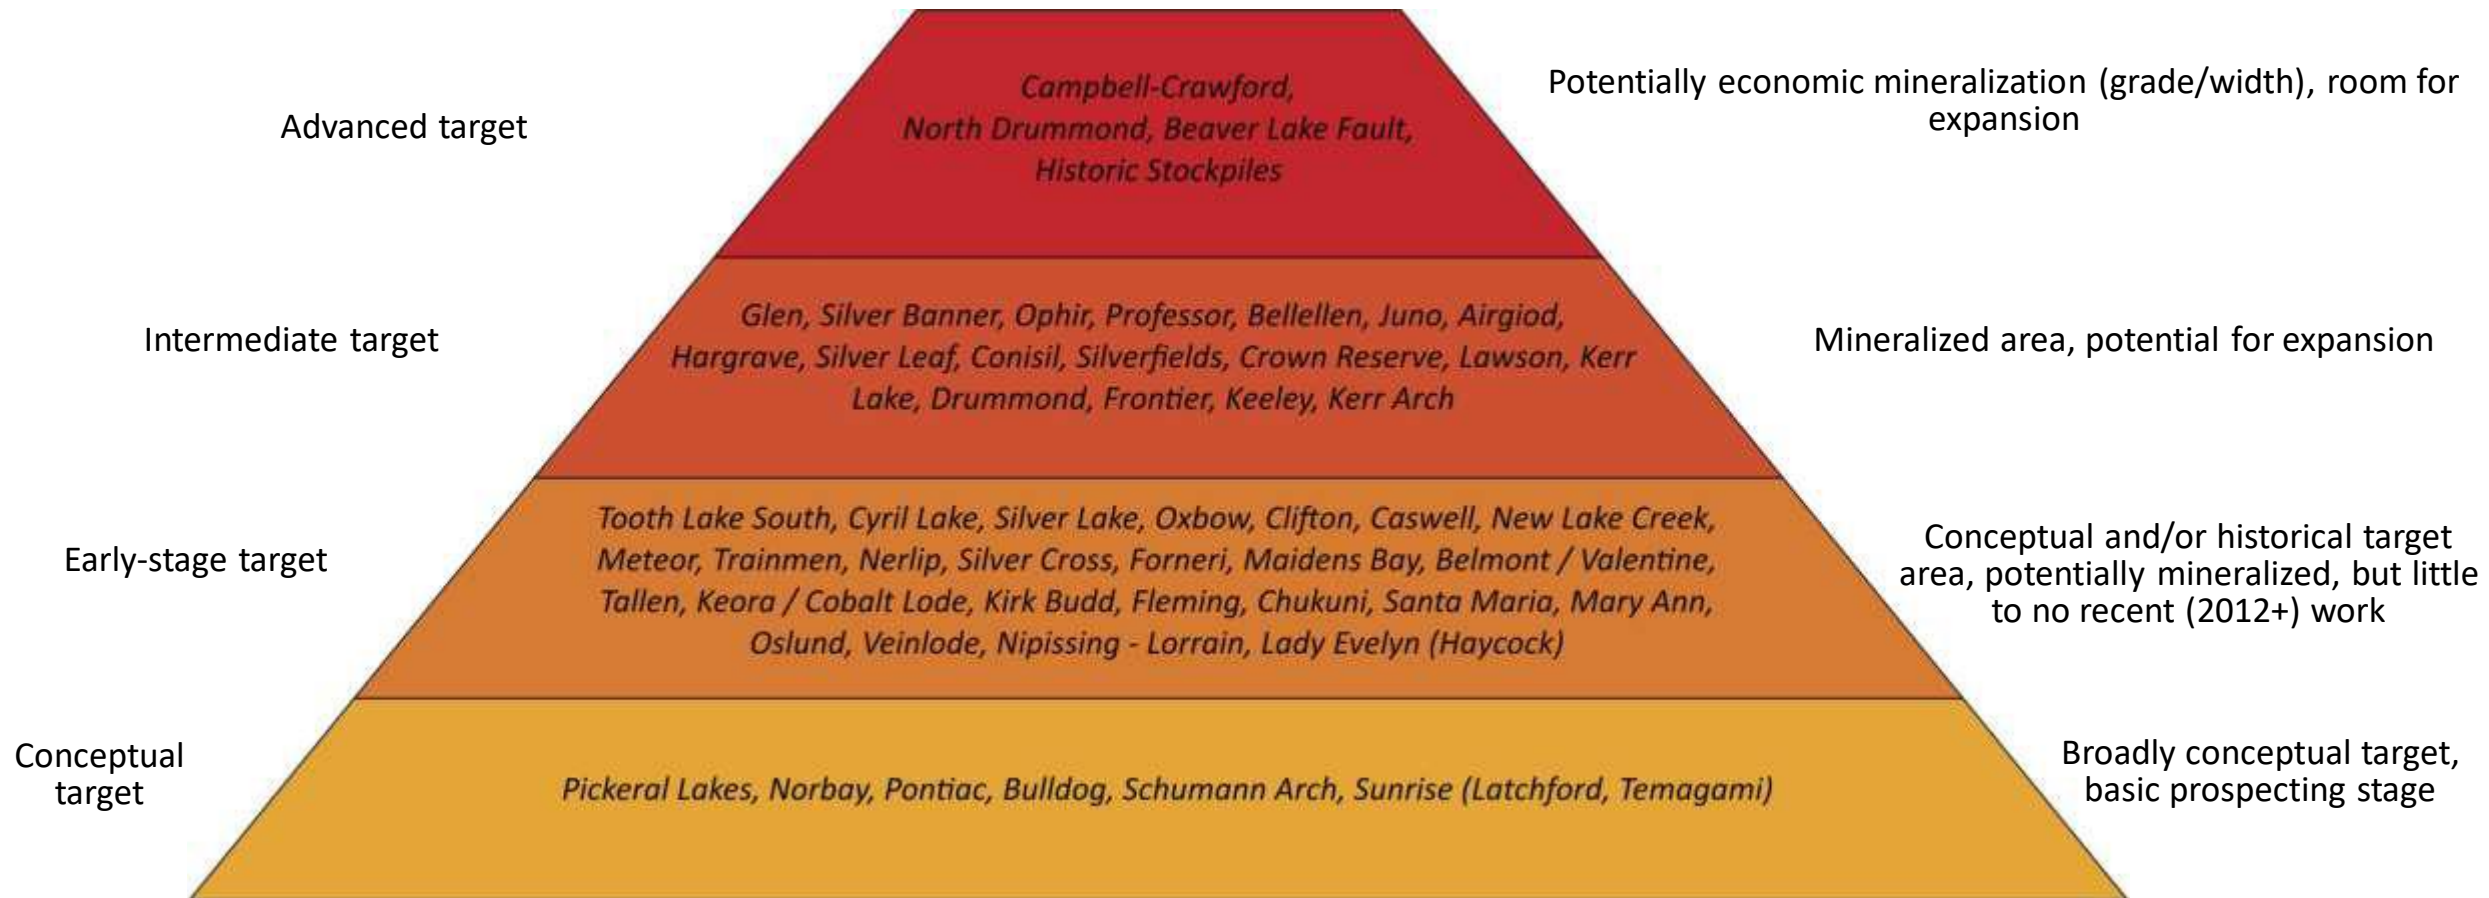 Advanced target
Campbell-Crawford,
North Drummond, Beaver Lake Fault,
Historic Stockpiles
Potentially economic mineralization (grade/width), room for
expansion
Intermediate target
Glen, Silver Banner, Ophir, Professor, Bellellen, Juno, Airgiod,
Hargrave, Silver Leaf, Conisil, Silverfields, Crown Reserve, Lawson, Kerr
Lake, Drummond, Frontier, Keeley, Kerr Arch
Mineralized area, potential for expansion
Early-stage target
Tooth Lake South, Cyril Lake, Silver Lake, Oxbow, Clifton, Caswell, New Lake Creek,
Meteor, Trainmen, Nerlip, Silver Cross, Forneri, Maidens Bay, Belmont / Valentine,
Tallen, Keora / Cobalt Lode, Kirk Budd, Fleming, Chukuni, Santa Maria, Mary Ann,
Oslund, Veinlode, Nipissing - Lorrain, Lady Evelyn (Haycock)
Conceptual and/or historical target
area, potentially mineralized, but little
to no recent (2012+) work
Conceptual
target
Pickeral Lakes, Norbay, Pontiac, Bulldog, Schumann Arch, Sunrise (Latchford, Temagami)
Broadly conceptual target,
basic prospecting stage